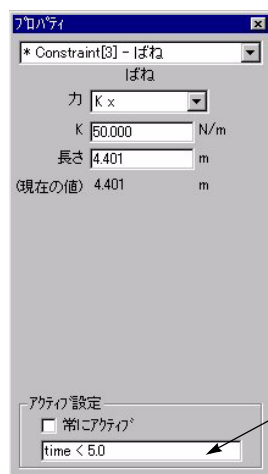 プロパティ
* Constraint[3] - ばね
ばね
力 K x
K 50.000 N/m
長さ 4.401 m
(現在の値) 4.401 m
アクティブ設定
常にアクティブ
time < 5.0